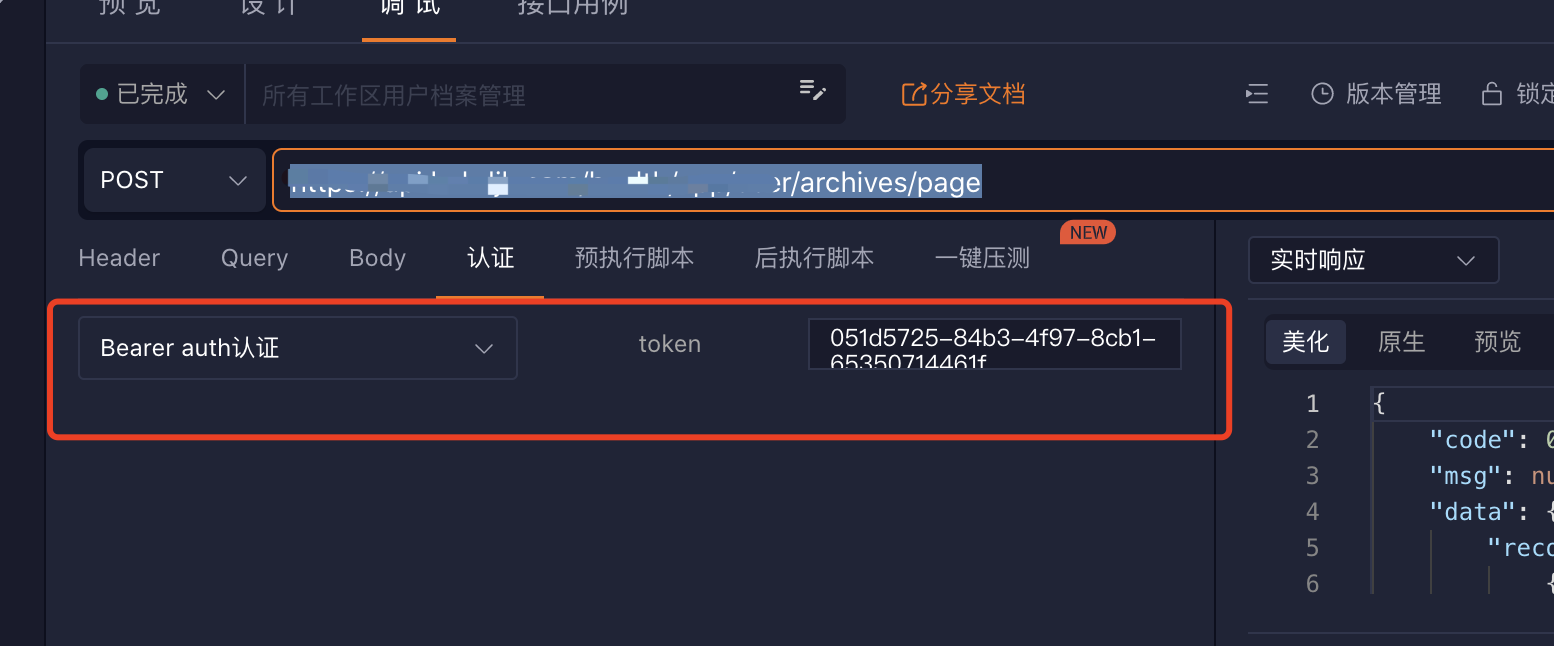 预览 设计 调试 接口用例
已完成 所有工作区用户档案管理 分享文档 版本管理 锁定
POST er/archives/page
NEW
Header Query Body 认证 预执行脚本 后执行脚本 一键压测 实时响应
Bearer auth认证 token 051d5725-84b3-4f97-8cb1-
65350714461f
美化 原生 预览
1 {
2 "code": 0
3 "msg": nu
4 "data": {
5 "reco
6 {